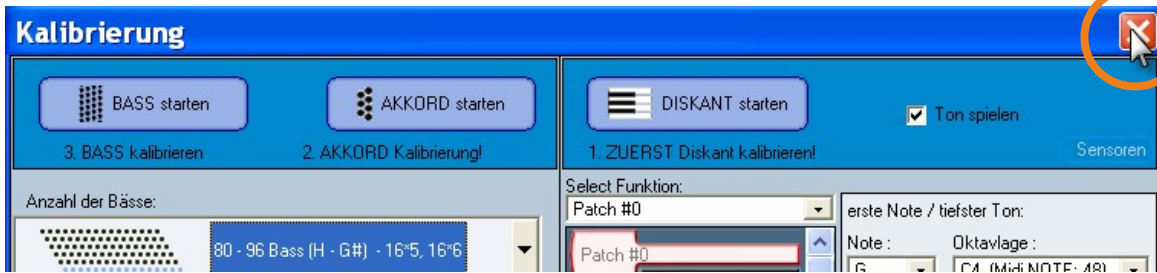 Kalibrierung
BASS starten
AKKORD starten
DISKANT starten
Ton spielen
3. BASS kalibrieren
2. AKKORD Kalibrierung!
1. ZUERST Diskant kalibrieren!
Sensoren
Anzahl der Bässe:
80 - 96 Bass (H - G#) - 16*5, 16*6
Select Funktion:
Patch #0
Patch #0
erste Note / tiefster Ton:
Note :
Oktavlage :
G
C4 (Midi NOTE: 48)